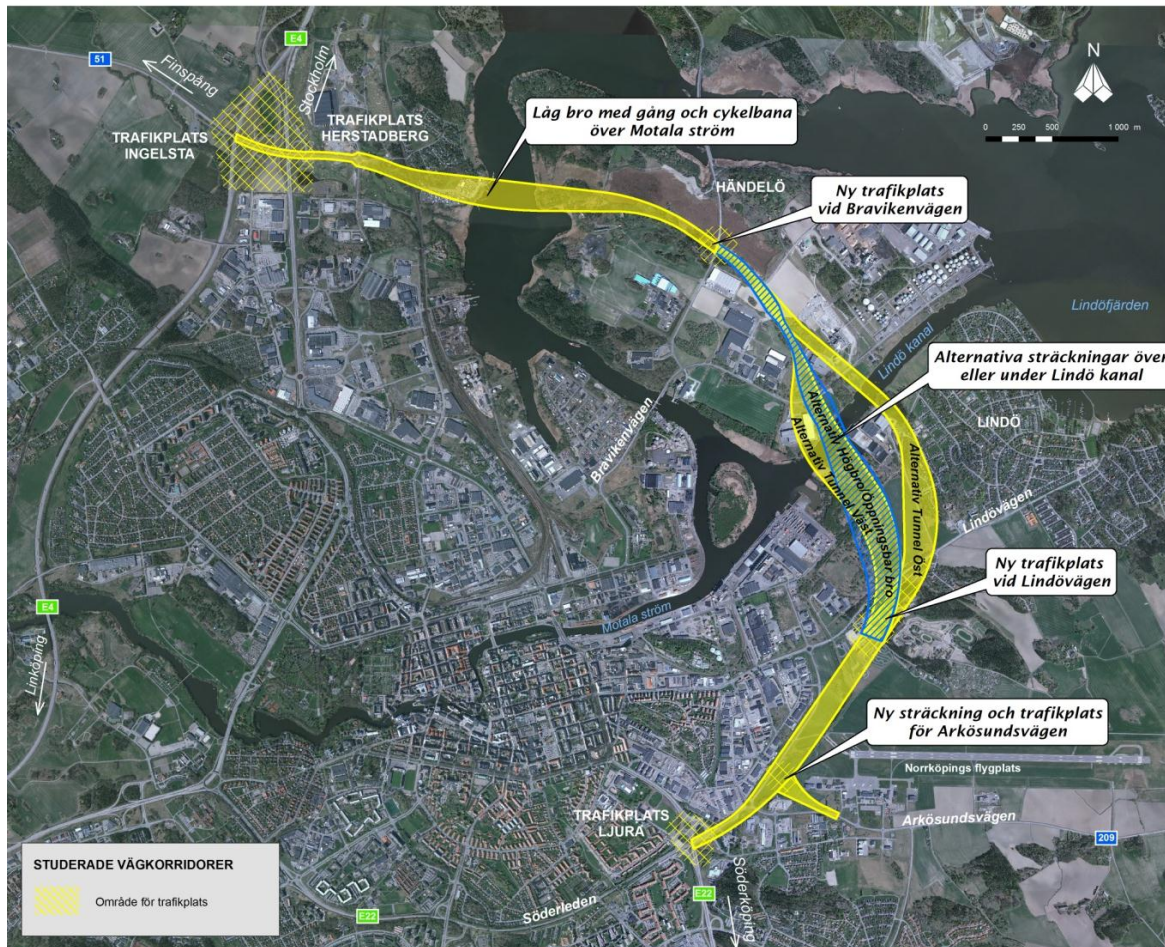 E4
51
Finspång
Stockholm
N
Låg bro med gång och cykelbana
över Motala ström
TRAFIKPLATS
HERSTADBERG
TRAFIKPLATS
INGELSTA
0 250 500 1 000 m
HÄNDELÖ
Ny trafikplats
vid Bravikenvägen
Lindöfjärden
Lindö kanal
Alternativa sträckningar över
eller under Lindö kanal
LINDÖ
Bravikenvägen
Alternativ Högbro/Öppningsbar bro
Alternativ Tunnel Väst
Alternativ Tunnel Öst
Lindövägen
Ny trafikplats
vid Lindövägen
E4
Motala ström
Linköping
Ny sträckning och trafikplats
för Arkösundsvägen
Norrköpings flygplats
TRAFIKPLATS
LJURA
Arkösundsvägen
209
STUDERADE VÄGKORRIDORER
Område för trafikplats
E22
Söderleden
E22
Söderköping